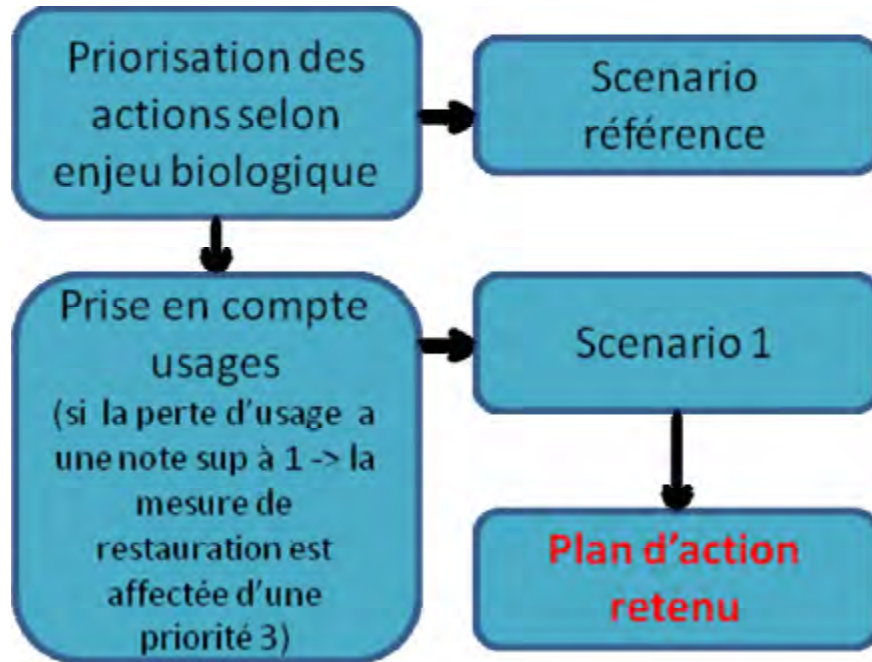 Priorisation des
actions selon
enjeu biologique
Scenario
référence
Prise en compte
usages
(si la perte d'usage a
une note sup à 1 -> la
mesure de
restauration est
affectée d'une
priorité 3)
Scenario 1
Plan d'action
retenu